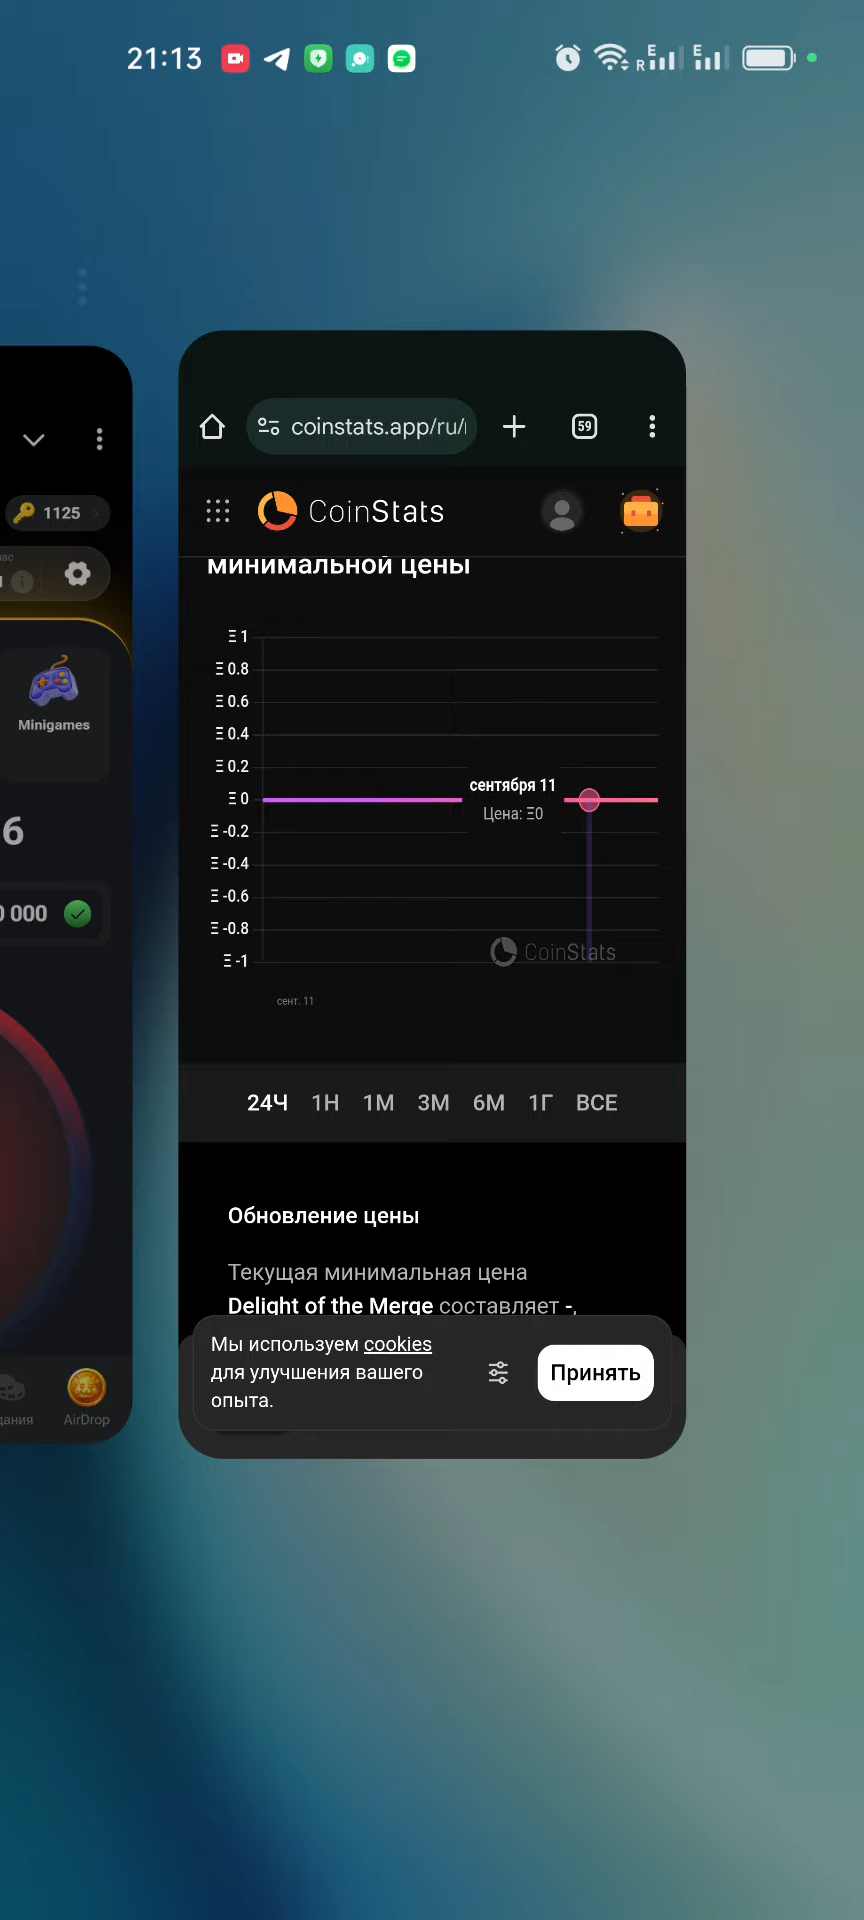 21:13
R
E
E
1125
Minigames
6
0 000
AirDrop
coinstats.app/ru/
59
CoinStats
минимальной цены
Ξ 1
Ξ 0.8
Ξ 0.6
Ξ 0.4
Ξ 0.2
Ξ 0
Ξ -0.2
Ξ -0.4
Ξ -0.6
Ξ -0.8
Ξ -1
сентября 11
Цена: Ξ0
CoinStats
сент. 11
24Ч 1Н 1М 3М 6М 1Г ВСЕ
Обновление цены
Текущая минимальная цена
Delight of the Merge составляет -,
Мы используем cookies
для улучшения вашего
опыта.
Принять